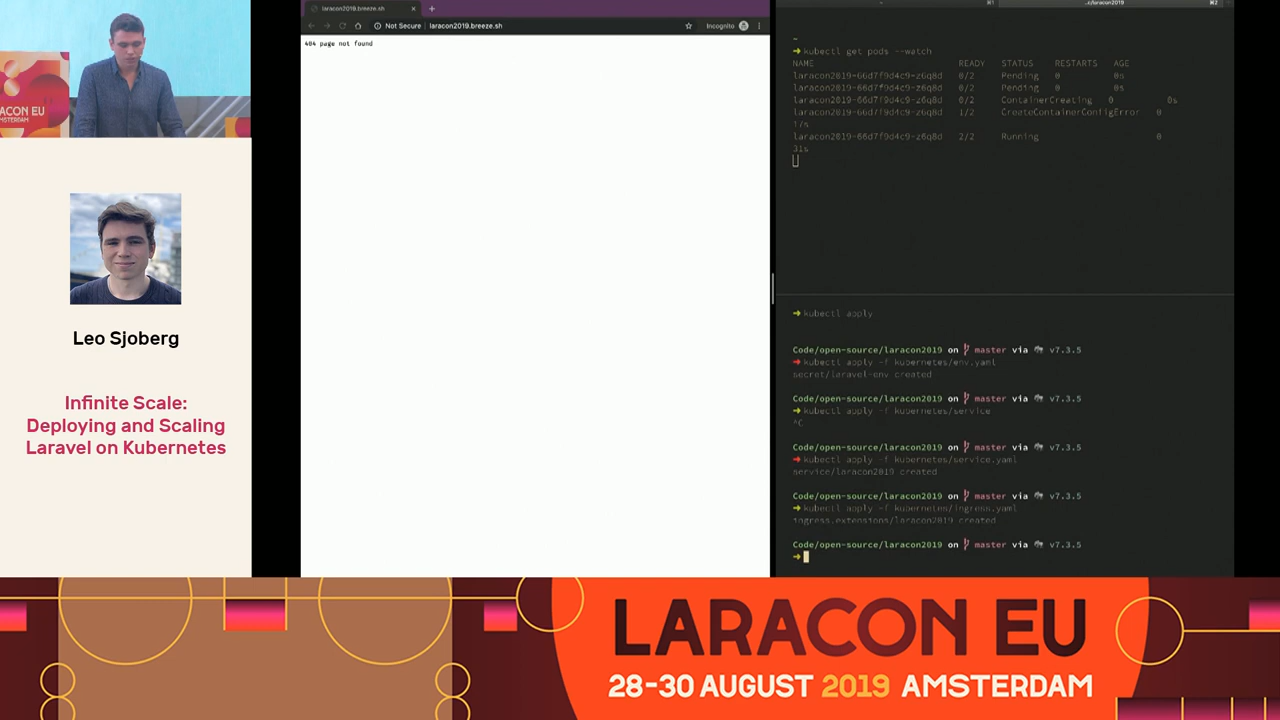 ACON EU
AMSTERDAM
Leo Sjoberg
Infinite Scale:
Deploying and Scaling
Laravel on Kubernetes
laracon2019.breeze.sh
Not Secure | laracon2019.breeze.sh
Incognito
404 page not found
..c/laracon2019
⌘1
⌘2
~
➜ kubectl get pods --watch
NAME READY STATUS RESTARTS AGE
laracon2019-66d7f9d4c9-z6q8d 0/2 Pending 0 0s
laracon2019-66d7f9d4c9-z6q8d 0/2 Pending 0 0s
laracon2019-66d7f9d4c9-z6q8d 0/2 ContainerCreating 0 0s
laracon2019-66d7f9d4c9-z6q8d 1/2 CreateContainerConfigError 0
17s
laracon2019-66d7f9d4c9-z6q8d 2/2 Running 0
31s
➜ kubectl apply
Code/open-source/laracon2019 on master via v7.3.5
➜ kubectl apply -f kubernetes/env.yaml
secret/laravel-env created
Code/open-source/laracon2019 on master via v7.3.5
➜ kubectl apply -f kubernetes/service
^C
Code/open-source/laracon2019 on master via v7.3.5
➜ kubectl apply -f kubernetes/service.yaml
service/laracon2019 created
Code/open-source/laracon2019 on master via v7.3.5
➜ kubectl apply -f kubernetes/ingress.yaml
ingress.extensions/laracon2019 created
Code/open-source/laracon2019 on master via v7.3.5
➜
LARACON EU
28-30 AUGUST 2019 AMSTERDAM